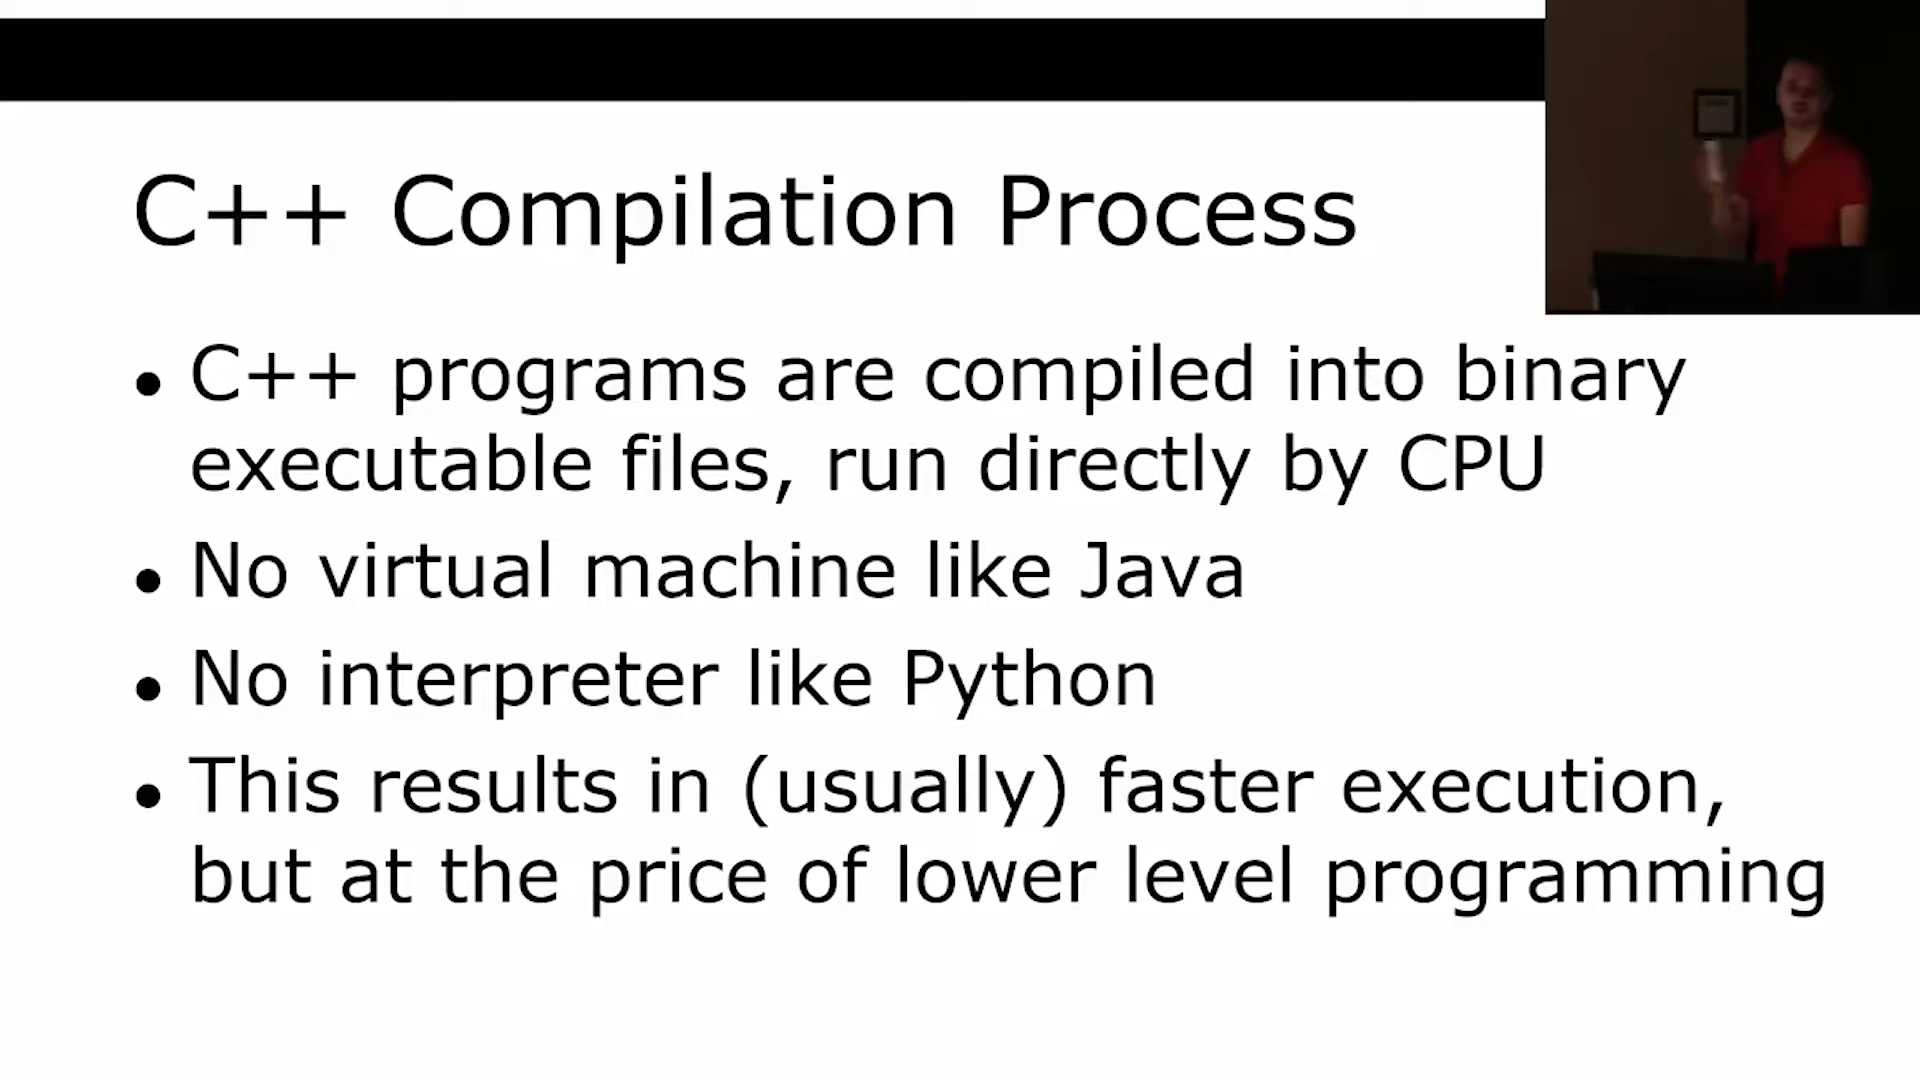 C++ Compilation Process
• C++ programs are compiled into binary
executable files, run directly by CPU
• No virtual machine like Java
• No interpreter like Python
• This results in (usually) faster execution,
but at the price of lower level programming